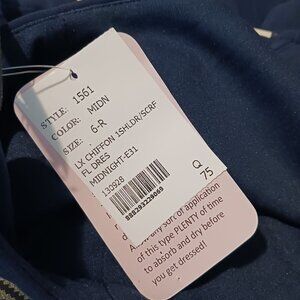 STYLE: 1561
COLOR: MIDN
SIZE: 6-R
LX CHIFFON 1SHLDR/SCRF
FL DRES
MIDNIGHT-E31
130928
Q
75
any sort of application
of this type PLENTY of time
to absorb and dry before
you get dressed!